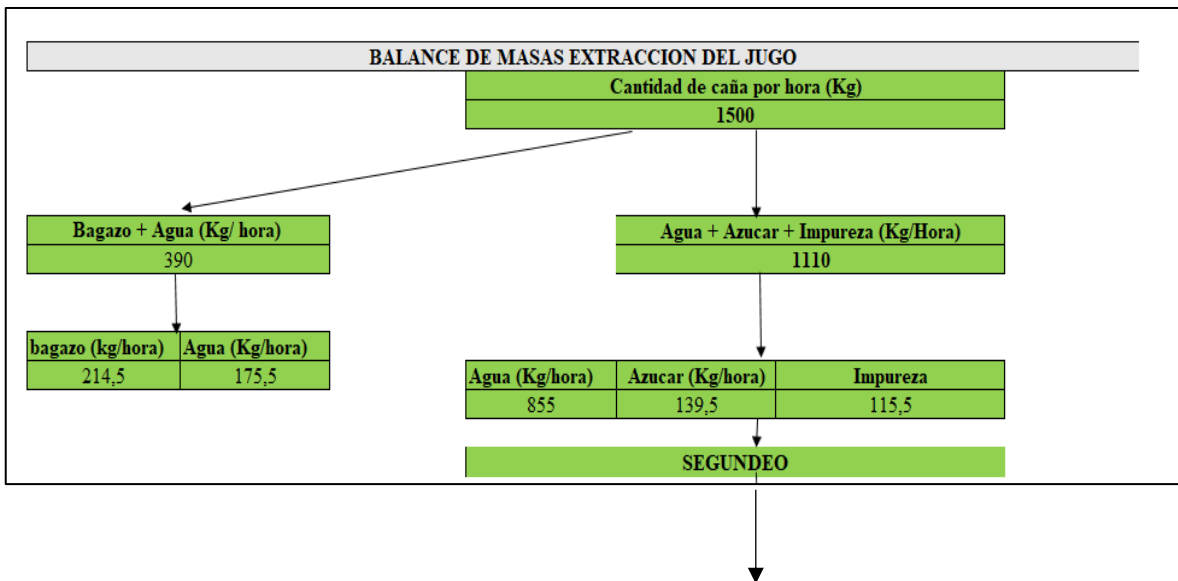 BALANCE DE MASAS EXTRACCION DEL JUGO
Cantidad de caña por hora (Kg)
1500
Bagazo + Agua (Kg/ hora)
390
Agua + Azucar + Impureza (Kg/Hora)
1110
bagazo (kg/hora) Agua (Kg/hora)
214,5 175,5
Agua (Kg/hora) Azucar (Kg/hora) Impureza
855 139,5 115,5
SEGUNDEO